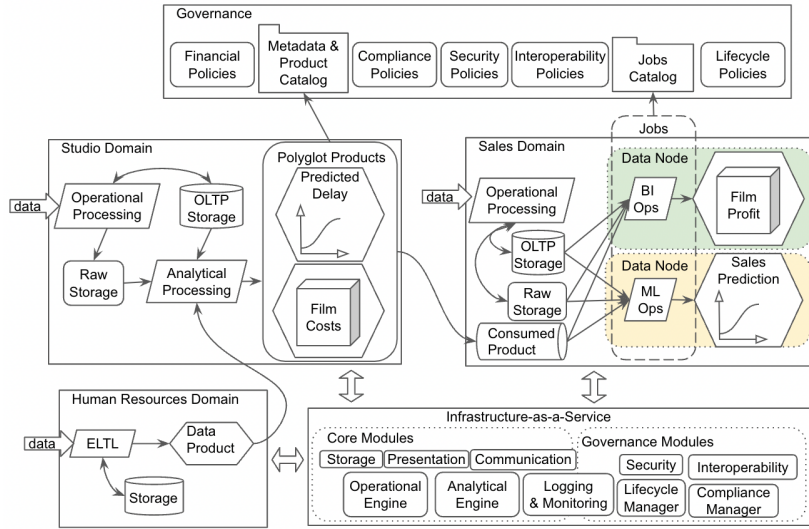 Governance
Financial
Policies
Metadata &
Product
Catalog
Compliance
Policies
Security
Policies
Interoperability
Policies
Jobs
Catalog
Lifecycle
Policies
Studio Domain
data
Operational
Processing
OLTP
Storage
Raw
Storage
Analytical
Processing
Polyglot Products
Predicted
Delay
Film
Costs
Sales Domain
data
Operational
Processing
OLTP
Storage
Raw
Storage
Consumed
Product
Jobs
Data Node
BI
Ops
Film
Profit
Data Node
ML
Ops
Sales
Prediction
Human Resources Domain
data
ELTL
Data
Product
Storage
Infrastructure-as-a-Service
Core Modules
Storage
Presentation
Communication
Operational
Engine
Analytical
Engine
Logging
& Monitoring
Governance Modules
Security
Interoperability
Lifecycle
Manager
Compliance
Manager